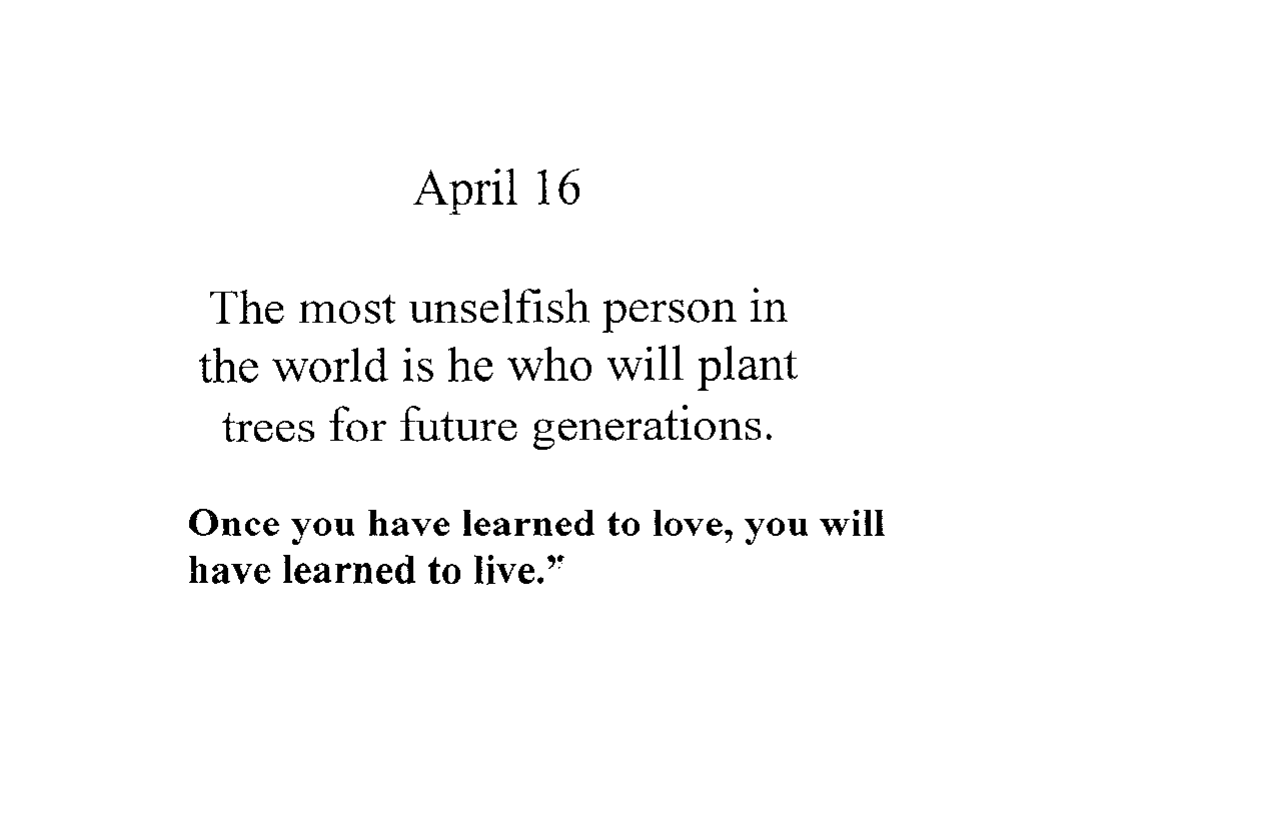 April 16
The most unselfish person in
the world is he who will plant
trees for future generations.
Once you have learned to love, you will
have learned to live.”